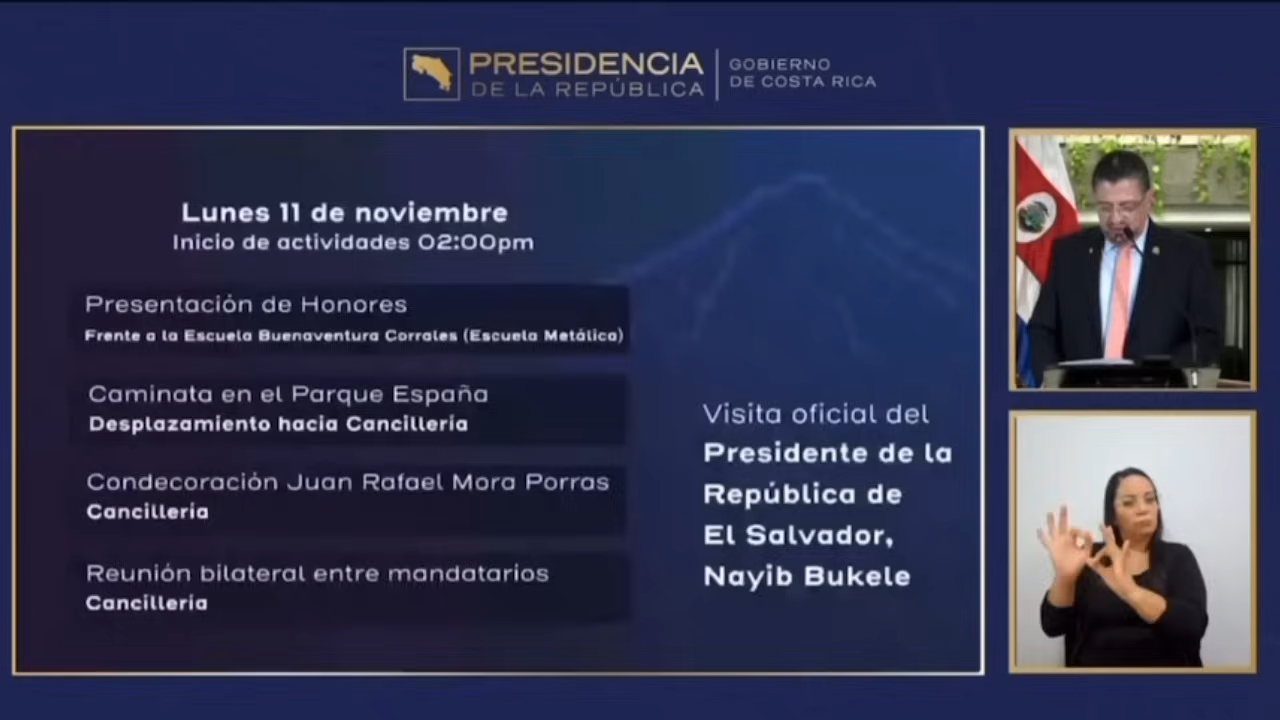 PRESIDENCIA
DE LA REPÚBLICA
GOBIERNO
DE COSTA RICA
Lunes 11 de noviembre
Inicio de actividades 02:00pm
Presentación de Honores
Frente a la Escuela Buenaventura Corrales (Escuela Metálica)
Caminata en el Parque España
Desplazamiento hacia Cancillería
Condecoración Juan Rafael Mora Porras
Cancillería
Reunión bilateral entre mandatarios
Cancillería
Visita oficial del
Presidente de la
República de
El Salvador,
Nayib Bukele